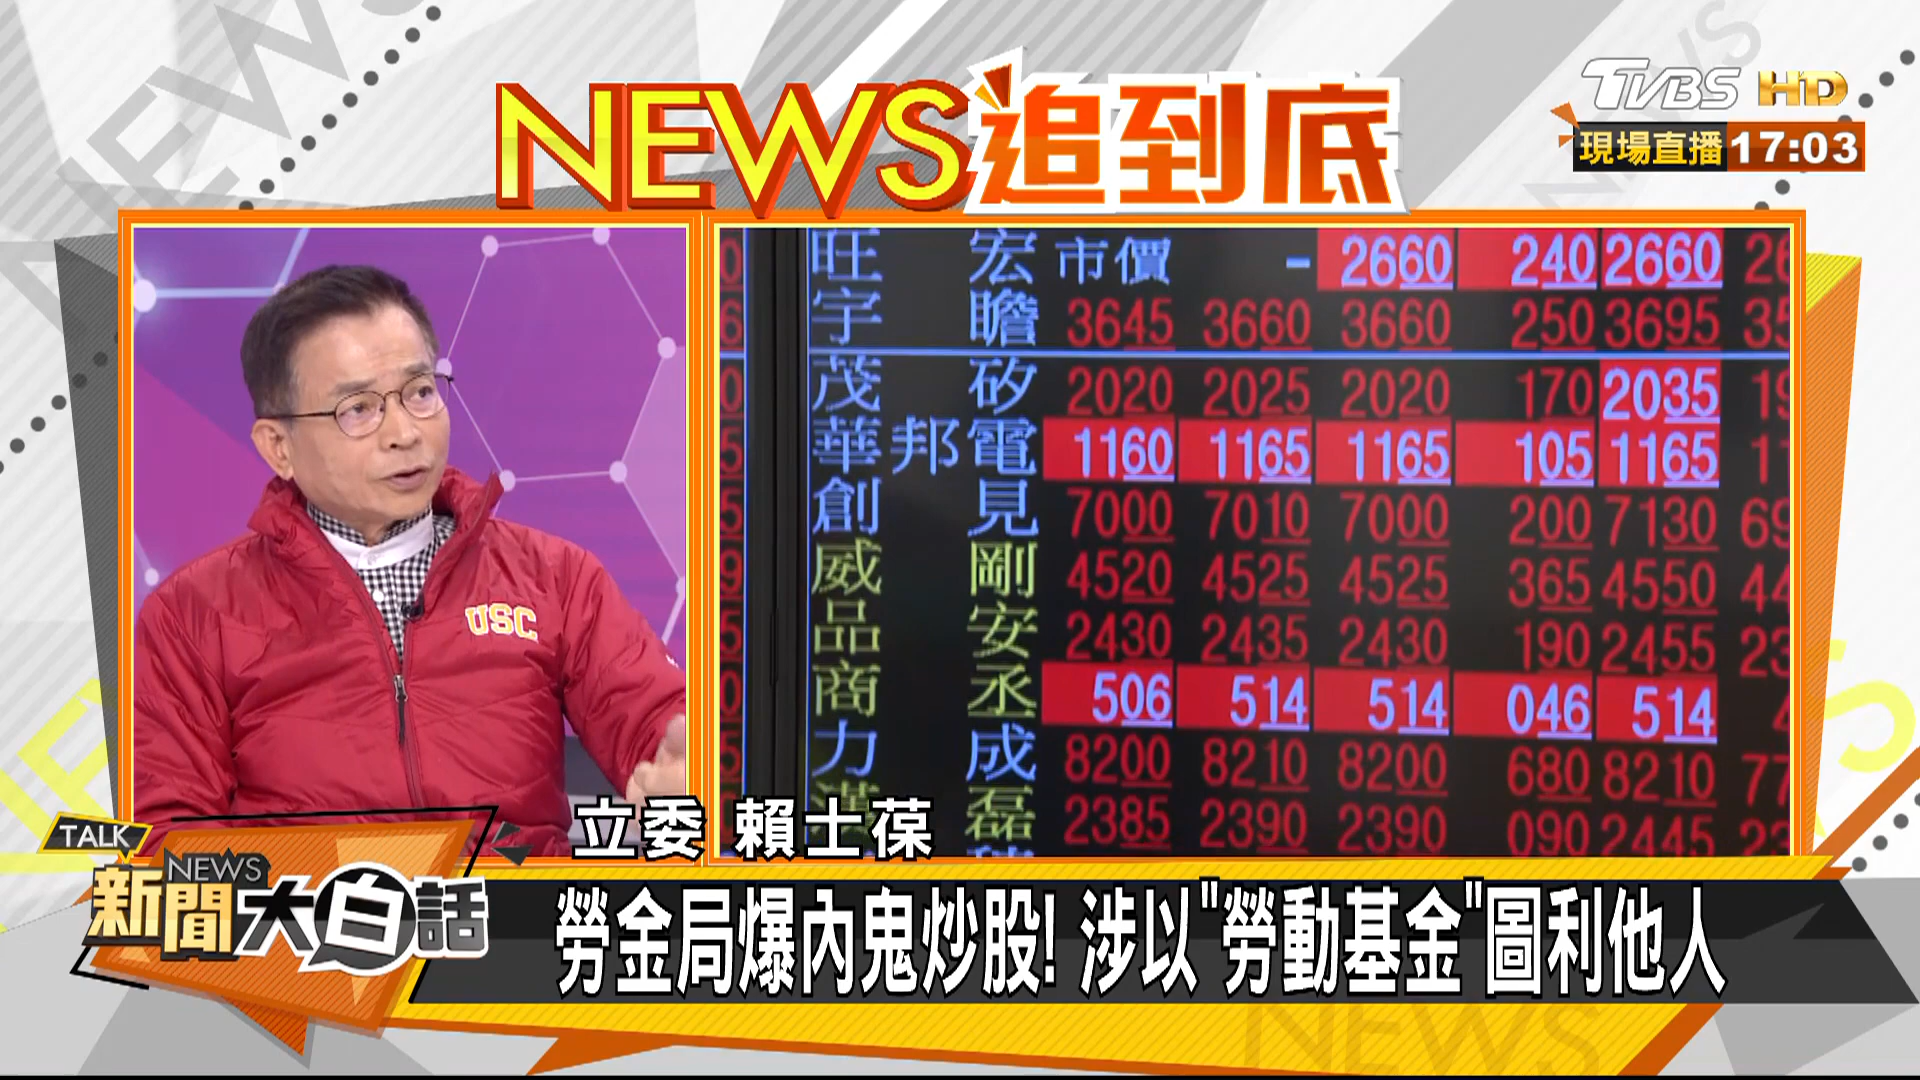 NEWS追到底
TVBS HD
現場直播 17:03
旺宏 市價 - 2660 240 2660
宇瞻 3645 3660 3660 250 3695
茂矽 2020 2025 2020 170 2035
華邦電 1160 1165 1165 105 1165
創見 7000 7010 7000 200 7130
威剛 4520 4525 4525 365 4550
品安 2430 2435 2430 190 2455
商丞 506 514 514 046 514
力成 8200 8210 8200 680 8210
漢磊 2385 2390 2390 090 2445
USC
立委 賴士葆
TALK
NEWS
新聞大白話
勞金局爆內鬼炒股! 涉以"勞動基金"圖利他人